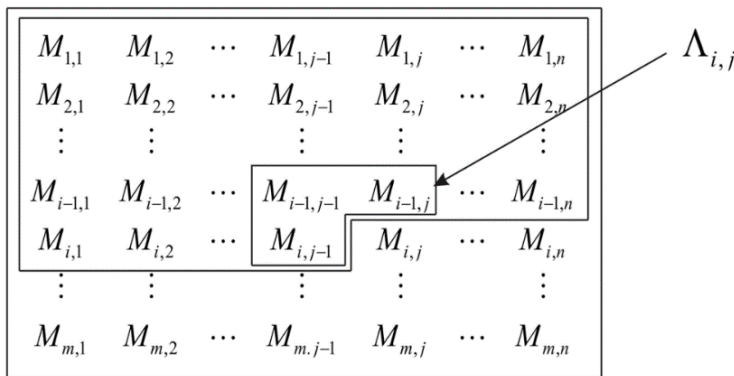 M1,1 M1,2 ⋯ M1,j−1 M1,j ⋯ M1,n Λi,j
M2,1 M2,2 ⋯ M2,j−1 M2,j ⋯ M2,n
⋮ ⋮ ⋮ ⋮ ⋮
Mi−1,1 Mi−1,2 ⋯ Mi−1,j−1 Mi−1,j ⋯ Mi−1,n
Mi,1 Mi,2 ⋯ Mi,j−1 Mi,j ⋯ Mi,n
⋮ ⋮ ⋮ ⋮ ⋮
Mm,1 Mm,2 ⋯ Mm.j−1 Mm,j ⋯ Mm,n